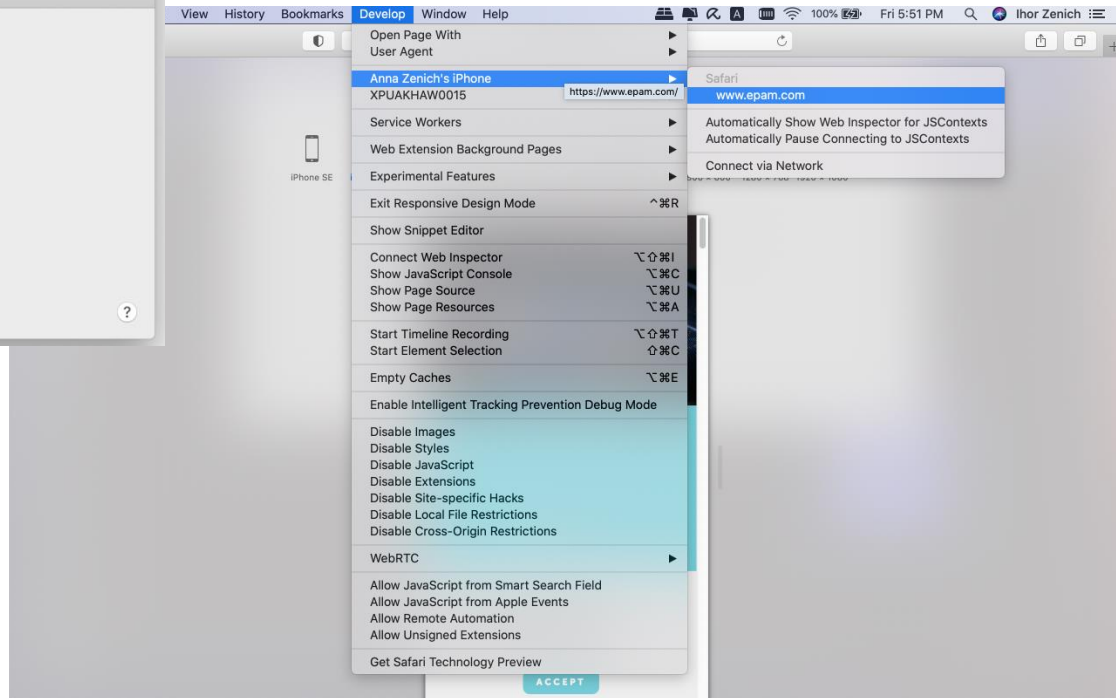 View History Bookmarks Develop Window Help A 100% Fri 5:51 PM Ihor Zenich
Open Page With
User Agent
Anna Zenich's iPhone
https://www.epam.com/
XPUAKHAW0015
Safari
www.epam.com
Automatically Show Web Inspector for JSContexts
Automatically Pause Connecting to JSContexts
Connect via Network
Service Workers
Web Extension Background Pages
iPhone SE
Experimental Features
Exit Responsive Design Mode ^⌘R
Show Snippet Editor
Connect Web Inspector ⌥⇧⌘I
Show JavaScript Console ⌥⌘C
Show Page Source ⌥⌘U
Show Page Resources ⌥⌘A
?
Start Timeline Recording ⌥⇧⌘T
Start Element Selection ⇧⌘C
Empty Caches ⌥⌘E
Enable Intelligent Tracking Prevention Debug Mode
Disable Images
Disable Styles
Disable JavaScript
Disable Extensions
Disable Site-specific Hacks
Disable Local File Restrictions
Disable Cross-Origin Restrictions
WebRTC
Allow JavaScript from Smart Search Field
Allow JavaScript from Apple Events
Allow Remote Automation
Allow Unsigned Extensions
Get Safari Technology Preview
ACCEPT